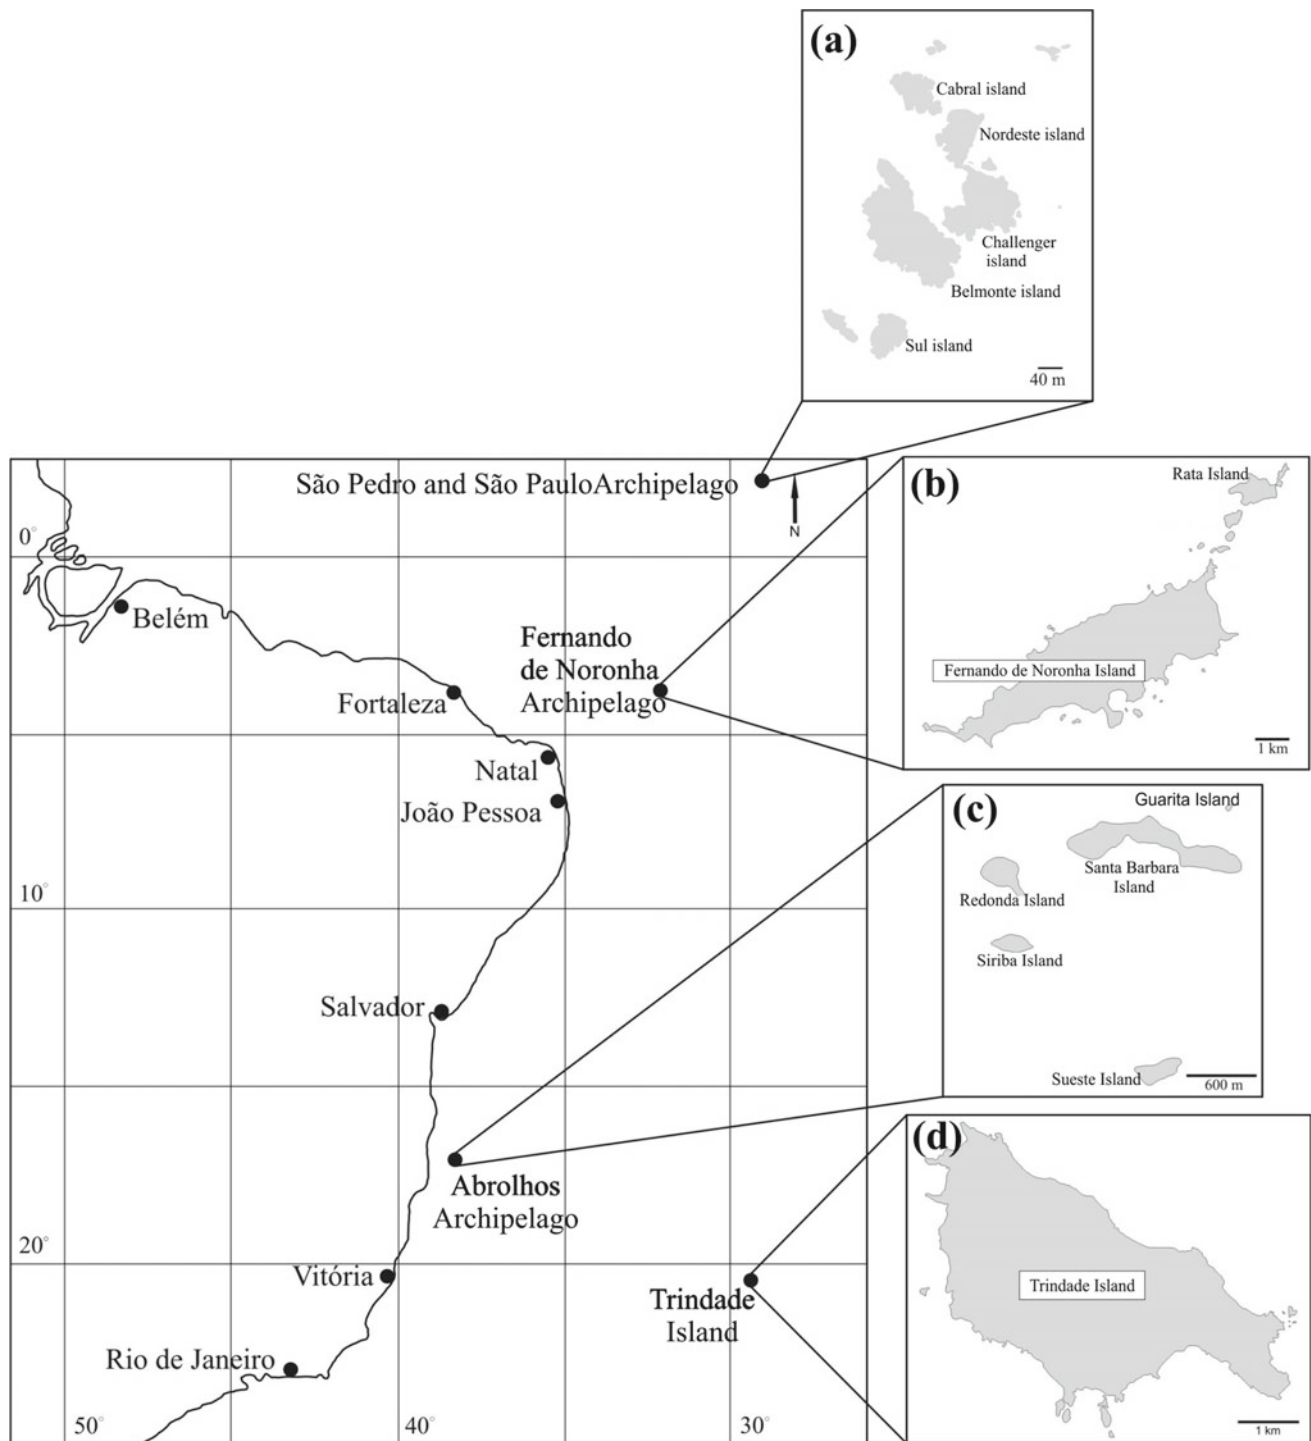 (a)
Cabral island
Nordeste island
Challenger
island
Belmonte island
Sul island
40 m
São Pedro and São PauloArchipelago
N
(b)
Rata Island
Fernando de Noronha Island
1 km
0°
Belém
Fernando
de Noronha
Archipelago
Fortaleza
Natal
João Pessoa
(c)
Guarita Island
Santa Barbara
Island
Redonda Island
Siriba Island
Sueste Island
600 m
10°
Salvador
Abrolhos
Archipelago
(d)
Trindade Island
1 km
20°
Vitória
Trindade
Island
Rio de Janeiro
50°
40°
30°